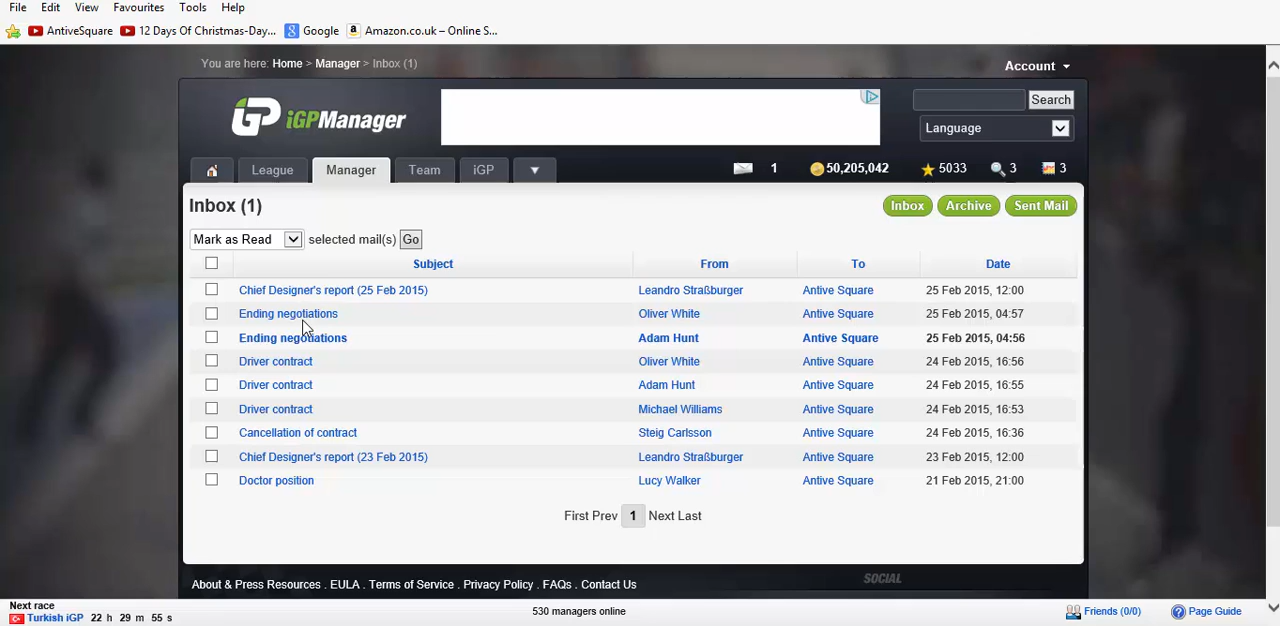 File Edit View Favourites Tools Help
AntiveSquare 12 Days Of Christmas-Day... Google Amazon.co.uk – Online S...
You are here: Home > Manager > Inbox (1)
Account
iGPManager
Search
Language
League Manager Team iGP
1 50,205,042 5033 3 3
Inbox (1)
Inbox Archive Sent Mail
Mark as Read selected mail(s) Go
Subject From To Date
Chief Designer's report (25 Feb 2015) Leandro Straßburger Antive Square 25 Feb 2015, 12:00
Ending negotiations Oliver White Antive Square 25 Feb 2015, 04:57
Ending negotiations Adam Hunt Antive Square 25 Feb 2015, 04:56
Driver contract Oliver White Antive Square 24 Feb 2015, 16:56
Driver contract Adam Hunt Antive Square 24 Feb 2015, 16:55
Driver contract Michael Williams Antive Square 24 Feb 2015, 16:53
Cancellation of contract Steig Carlsson Antive Square 24 Feb 2015, 16:36
Chief Designer's report (23 Feb 2015) Leandro Straßburger Antive Square 23 Feb 2015, 12:00
Doctor position Lucy Walker Antive Square 21 Feb 2015, 21:00
First Prev 1 Next Last
About & Press Resources . EULA . Terms of Service . Privacy Policy . FAQs . Contact Us
SOCIAL
Next race
Turkish iGP 22 h 29 m 55 s
530 managers online
Friends (0/0)
Page Guide